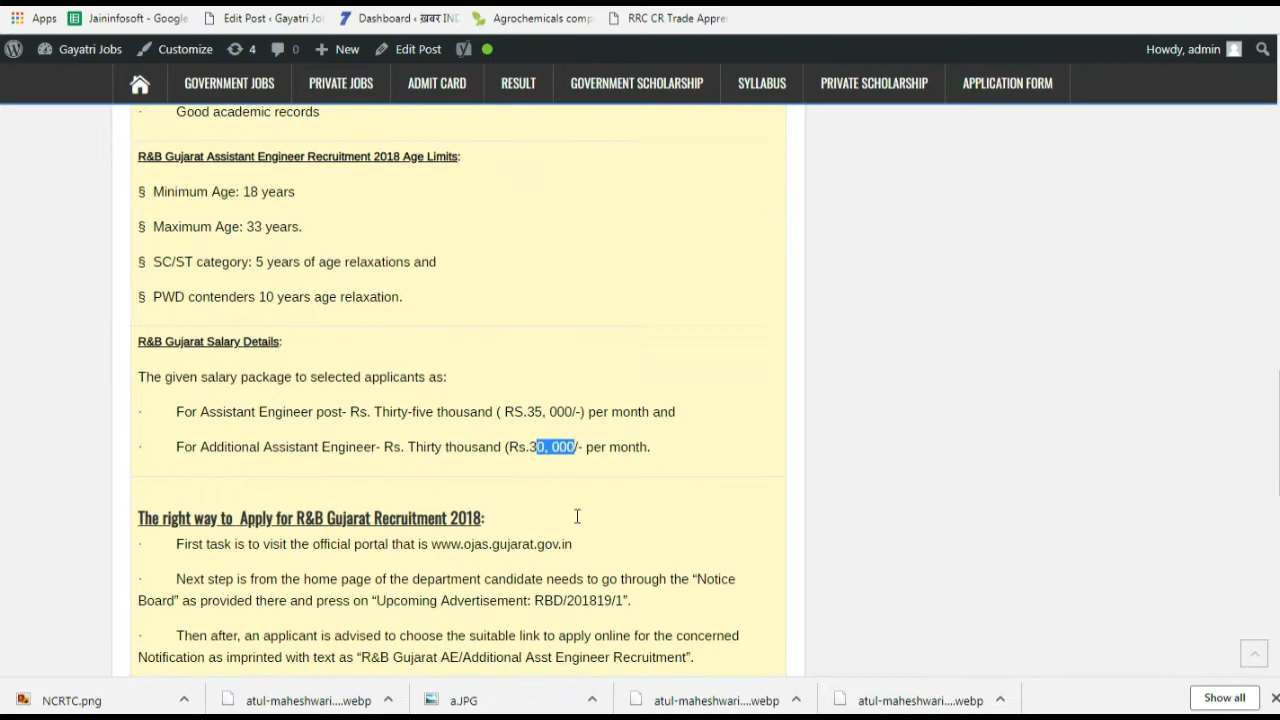 Apps Jaininfosoft - Google Edit Post ‹ Gayatri Jo Dashboard ‹ ख़बर IND Agrochemicals comp RRC CR Trade Appre
Gayatri Jobs Customize 4 0 New Edit Post Howdy, admin
GOVERNMENT JOBS PRIVATE JOBS ADMIT CARD RESULT GOVERNMENT SCHOLARSHIP SYLLABUS PRIVATE SCHOLARSHIP APPLICATION FORM
· Good academic records
R&B Gujarat Assistant Engineer Recruitment 2018 Age Limits:
§ Minimum Age: 18 years
§ Maximum Age: 33 years.
§ SC/ST category: 5 years of age relaxations and
§ PWD contenders 10 years age relaxation.
R&B Gujarat Salary Details:
The given salary package to selected applicants as:
· For Assistant Engineer post- Rs. Thirty-five thousand ( RS.35, 000/-) per month and
· For Additional Assistant Engineer- Rs. Thirty thousand (Rs.30, 000/- per month.
The right way to Apply for R&B Gujarat Recruitment 2018:
· First task is to visit the official portal that is www.ojas.gujarat.gov.in
· Next step is from the home page of the department candidate needs to go through the “Notice
Board” as provided there and press on “Upcoming Advertisement: RBD/201819/1”.
· Then after, an applicant is advised to choose the suitable link to apply online for the concerned
Notification as imprinted with text as “R&B Gujarat AE/Additional Asst Engineer Recruitment”.
NCRTC.png atul-maheshwari....webp a.JPG atul-maheshwari....webp atul-maheshwari....webp Show all